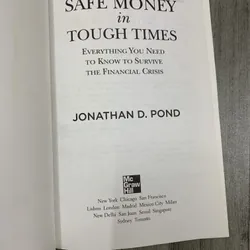 SAFE MONEY
in
TOUGH TIMES
EVERYTHING YOU NEED
TO KNOW TO SURVIVE
THE FINANCIAL CRISIS
JONATHAN D. POND
Mc
Graw
Hill
New York Chicago San Francisco
Lisbon London Madrid Mexico City Milan
New Delhi San Juan Seoul Singapore
Sydney Toronto